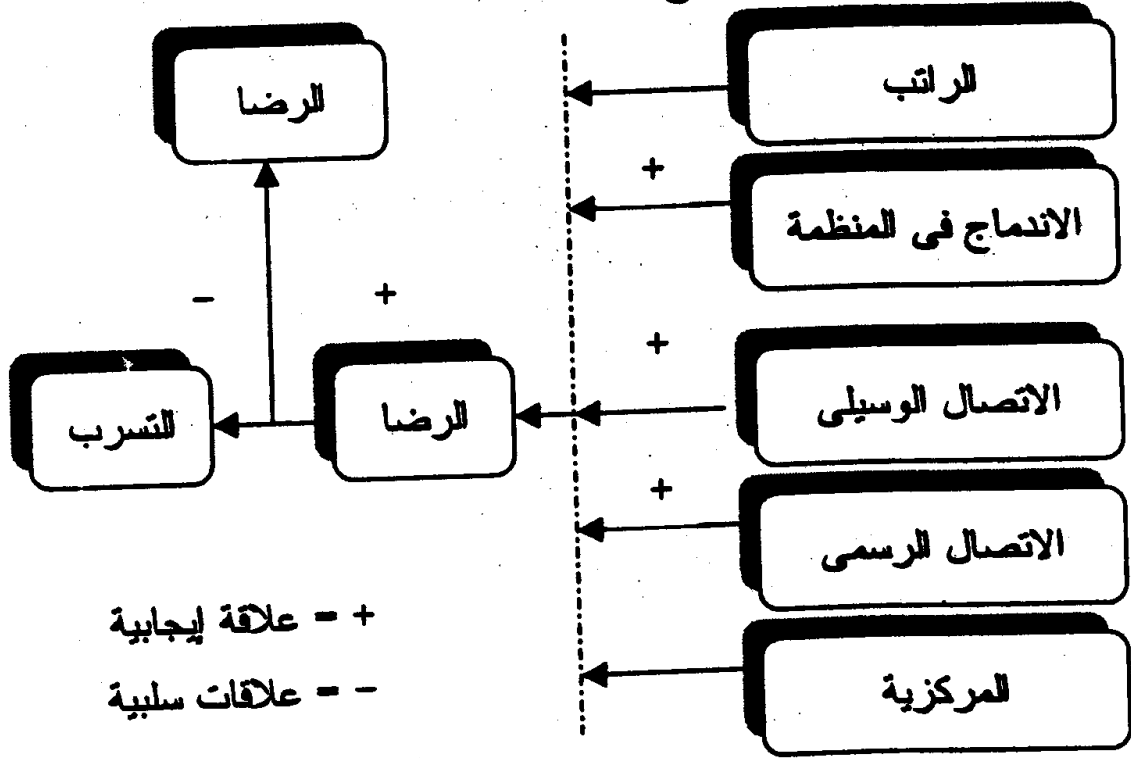 الراتب
الرضا
+
الاندماج فى المنظمة
+
-
+
الاتصال الوسيلى
الرضا
التسرب
+
الاتصال الرسمى
+ = علاقة إيجابية
المركزية
- = علاقات سلبية